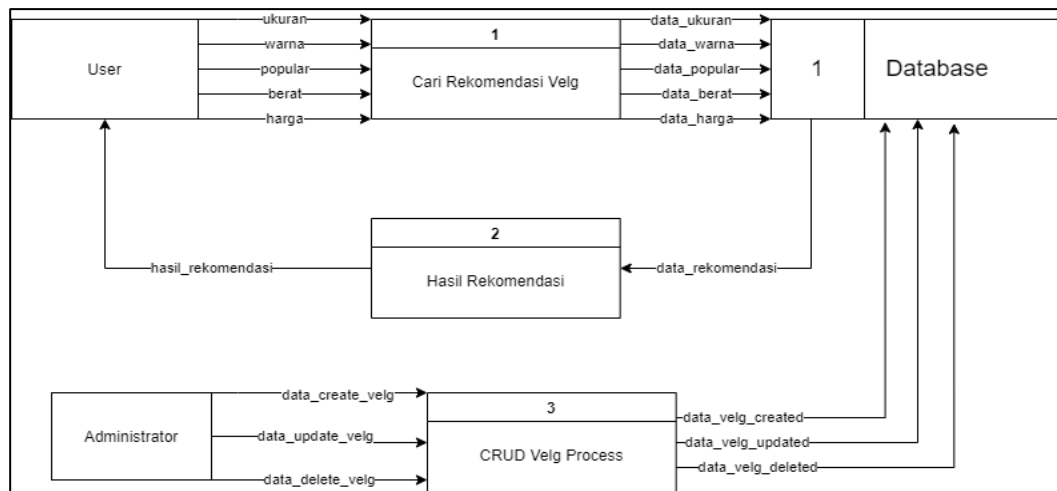 ukuran
data_ukuran
1
warna
data_warna
User
popular
Cari Rekomendasi Velg
data_popular
1
Database
berat
data_berat
harga
data_harga
2
hasil_rekomendasi
Hasil Rekomendasi
data_rekomendasi
data_create_velg
3
data_velg_created
Administrator
data_update_velg
CRUD Velg Process
data_velg_updated
data_delete_velg
data_velg_deleted